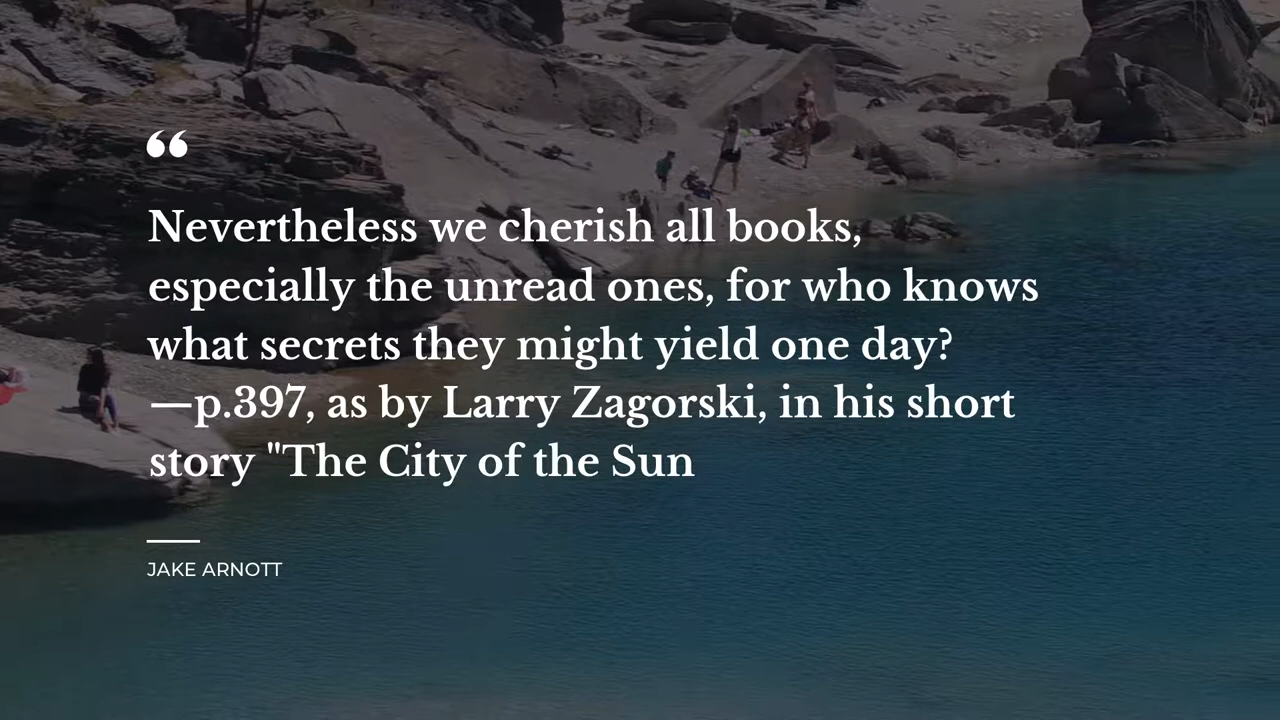 “
Nevertheless we cherish all books,
especially the unread ones, for who knows
what secrets they might yield one day?
—p.397, as by Larry Zagorski, in his short
story "The City of the Sun
JAKE ARNOTT